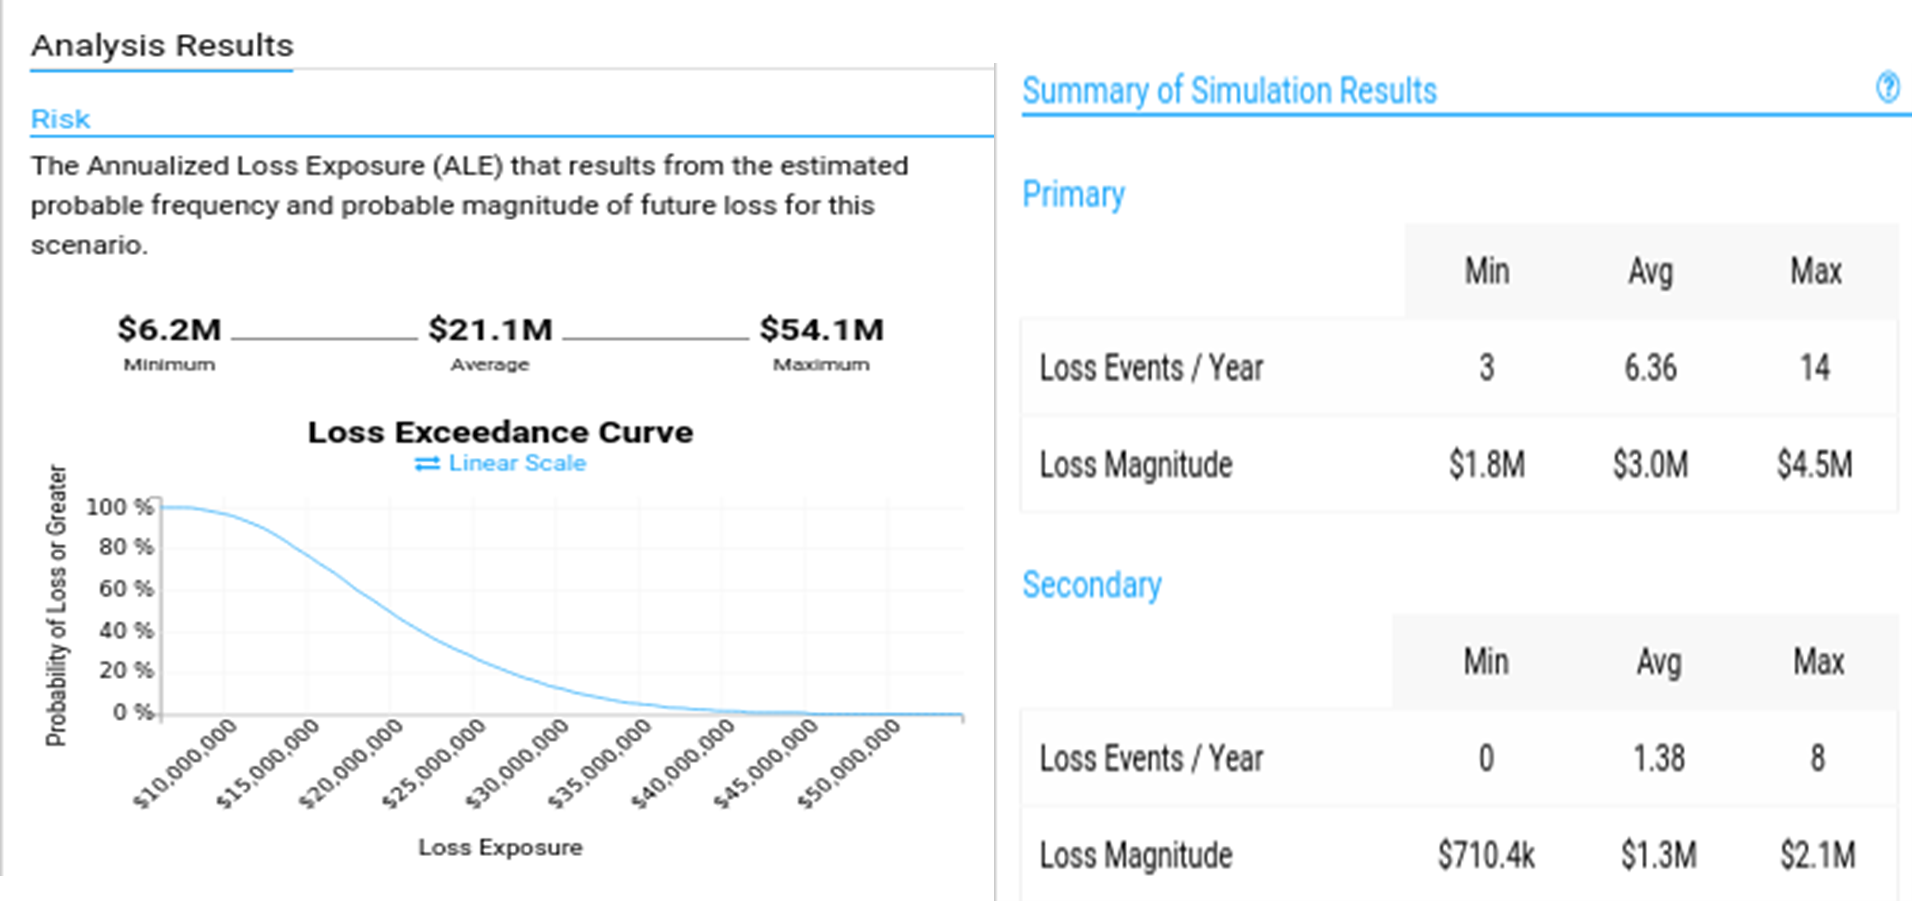 Analysis Results
Risk
The Annualized Loss Exposure (ALE) that results from the estimated
probable frequency and probable magnitude of future loss for this
scenario.
$6.2M $21.1M $54.1M
Minimum Average Maximum
Loss Exceedance Curve
Linear Scale
Probability of Loss or Greater
100 %
80 %
60 %
40 %
20 %
0 %
$10,000,000 $15,000,000 $20,000,000 $25,000,000 $30,000,000 $35,000,000 $40,000,000 $45,000,000 $50,000,000
Loss Exposure
Summary of Simulation Results ?
Primary
Min Avg Max
Loss Events / Year 3 6.36 14
Loss Magnitude $1.8M $3.0M $4.5M
Secondary
Min Avg Max
Loss Events / Year 0 1.38 8
Loss Magnitude $710.4k $1.3M $2.1M